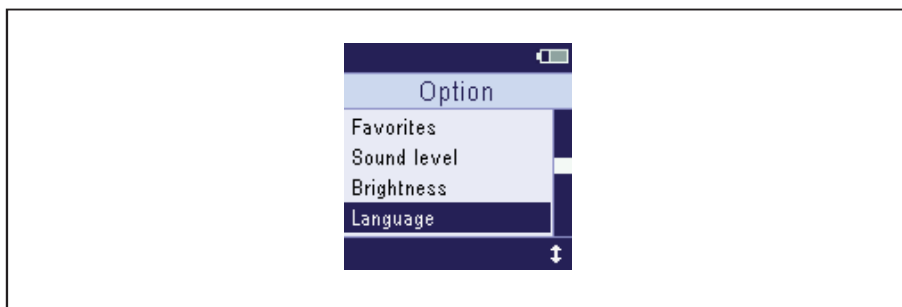 Option
Favorites
Sound level
Brightness
Language